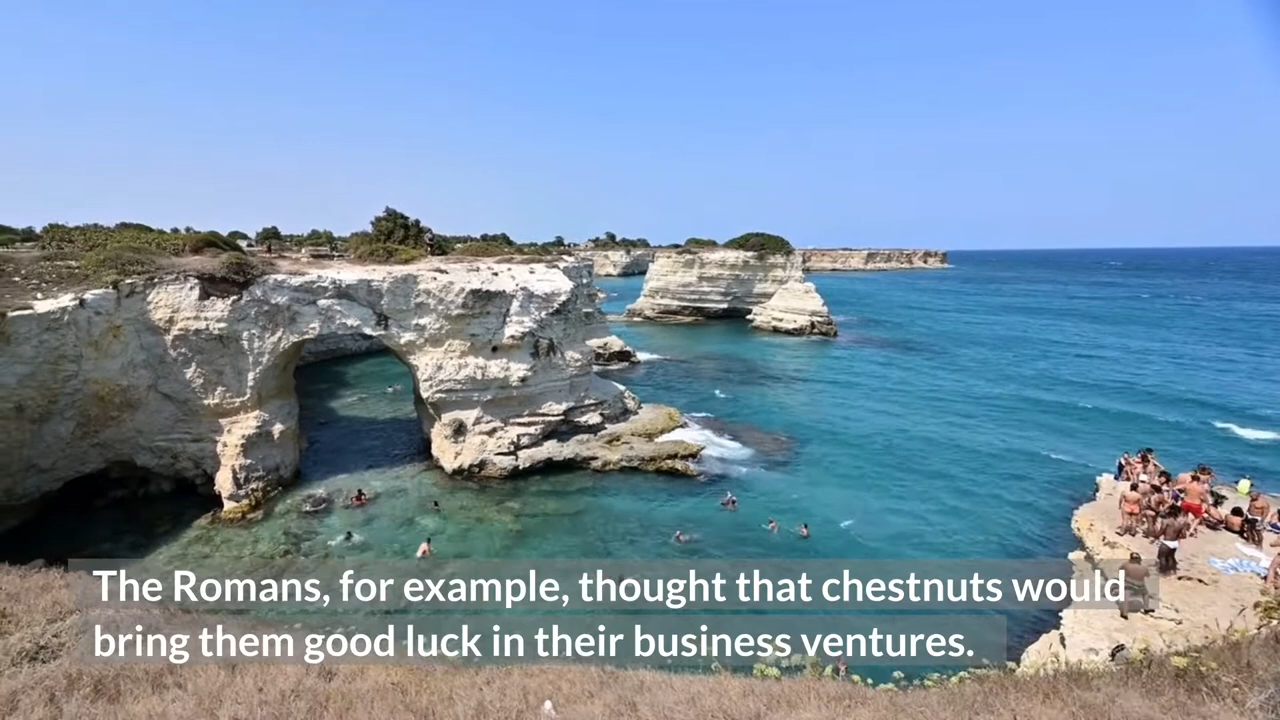 The Romans, for example, thought that chestnuts would
bring them good luck in their business ventures.